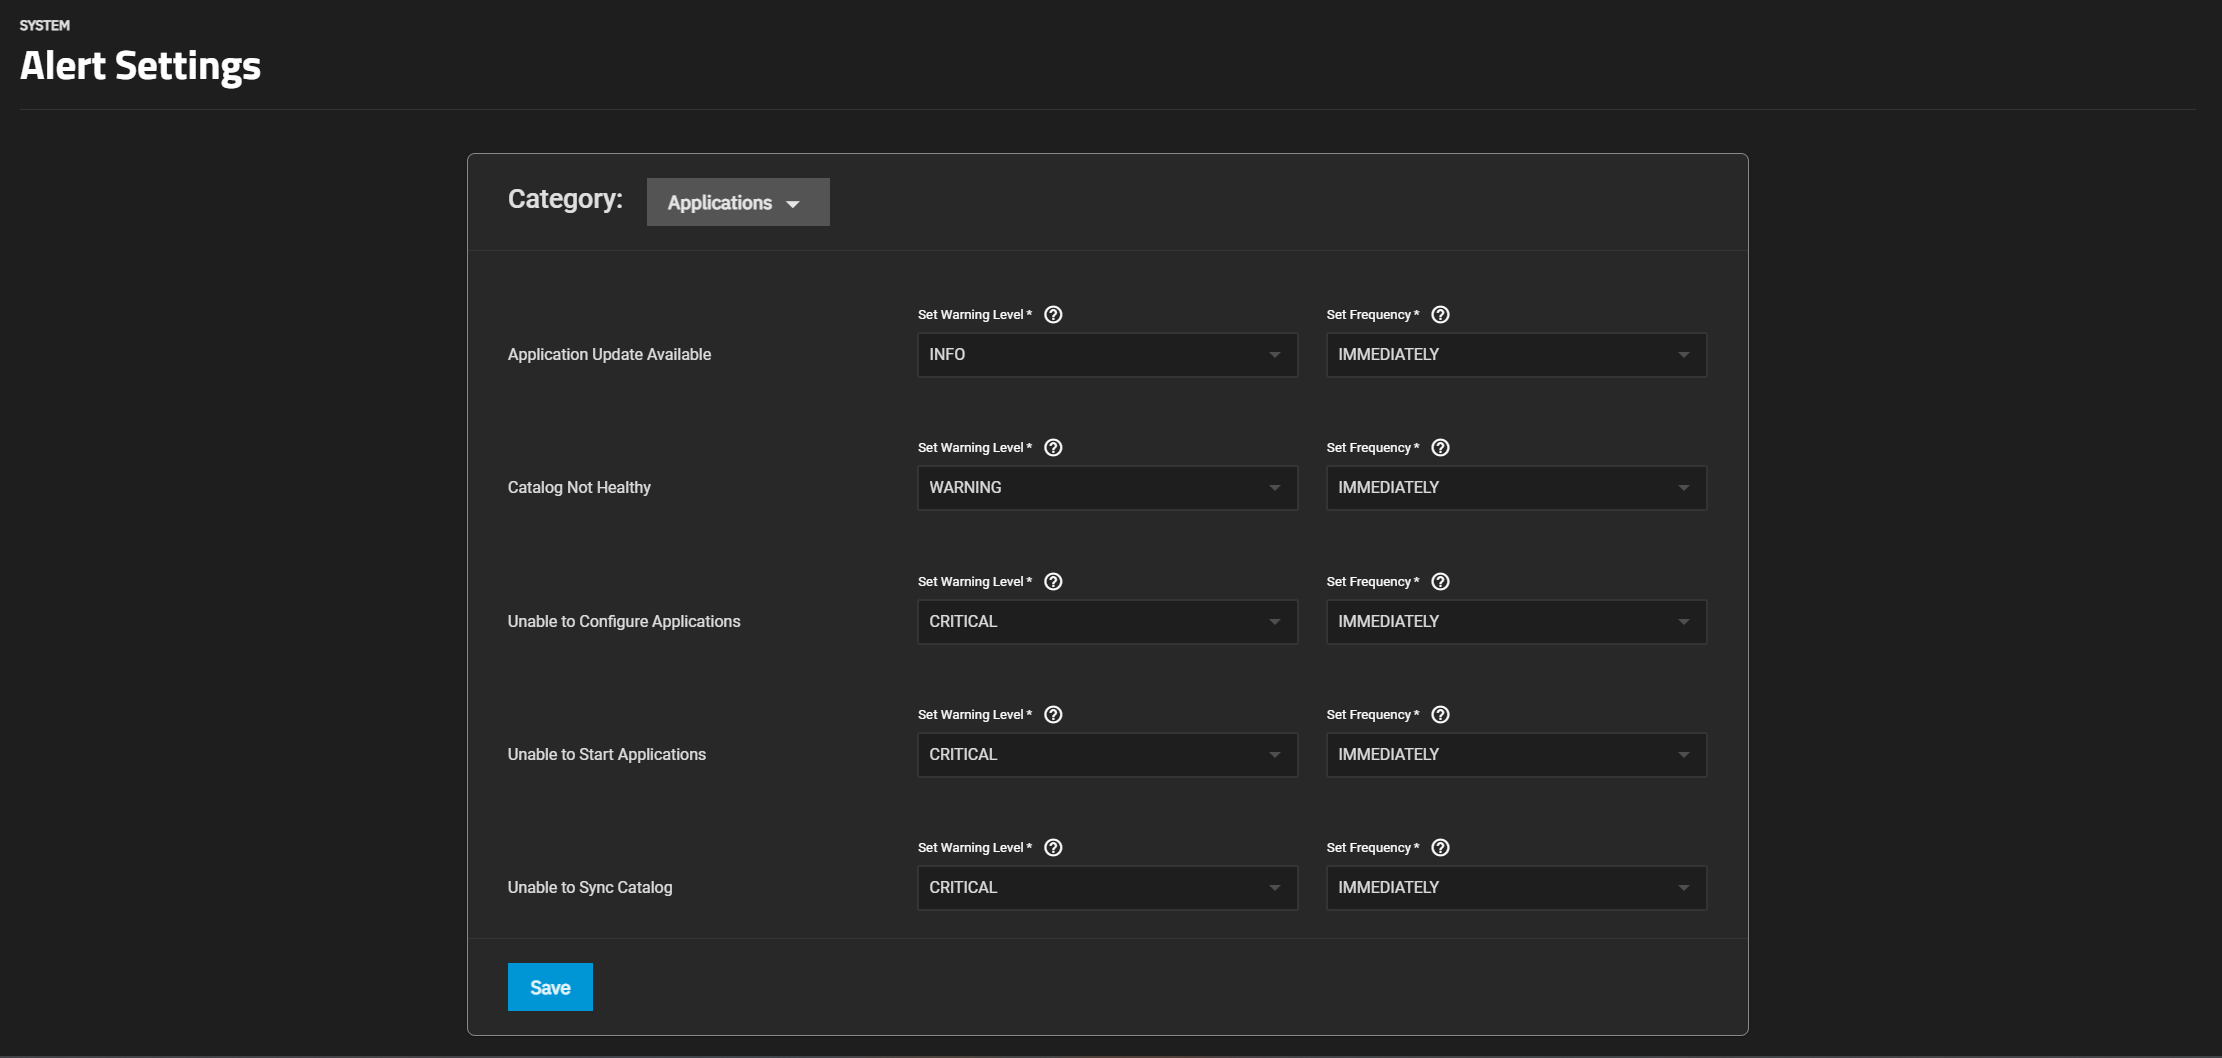 SYSTEM
Alert Settings
Category: Applications
Set Warning Level * Set Frequency *
Application Update Available INFO IMMEDIATELY
Set Warning Level * Set Frequency *
Catalog Not Healthy WARNING IMMEDIATELY
Set Warning Level * Set Frequency *
Unable to Configure Applications CRITICAL IMMEDIATELY
Set Warning Level * Set Frequency *
Unable to Start Applications CRITICAL IMMEDIATELY
Set Warning Level * Set Frequency *
Unable to Sync Catalog CRITICAL IMMEDIATELY
Save